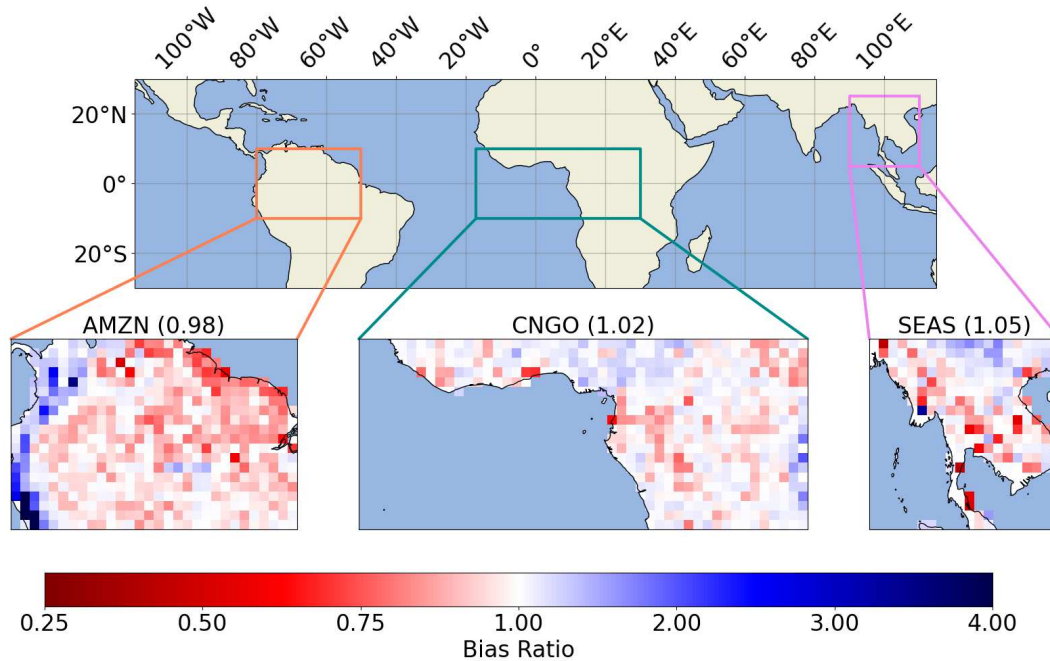 100°W 80°W 60°W 40°W 20°W 0° 20°E 40°E 60°E 80°E 100°E
20°N
0°
20°S
AMZN (0.98) CNGO (1.02) SEAS (1.05)
0.25 0.50 0.75 1.00 2.00 3.00 4.00
Bias Ratio